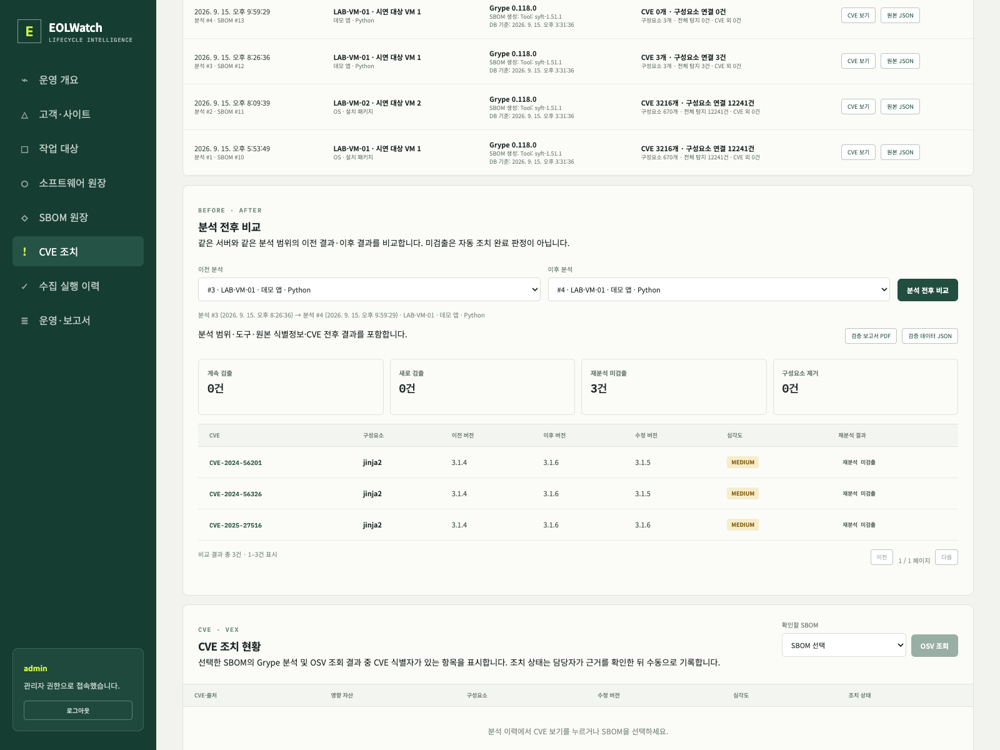 E
EOLWatch
LIFECYCLE INTELLIGENCE
운영 개요
고객·사이트
작업 대상
소프트웨어 원장
SBOM 원장
! CVE 조치
수집 실행 이력
운영·보고서
admin
관리자 권한으로 접속했습니다.
로그아웃
2026. 9. 15. 오후 9:59:29
분석 #4 · SBOM #13
LAB-VM-01 · 시연 대상 VM 1
데모 앱 · Python
Grype 0.118.0
SBOM 생성: Tool: syft-1.51.1
DB 기준: 2026. 9. 15. 오후 3:31:36
CVE 0개 · 구성요소 연결 0건
구성요소 3개 · 전체 탐지 0건 · CVE 외 0건
CVE 보기
원본 JSON
2026. 9. 15. 오후 8:26:36
분석 #3 · SBOM #12
LAB-VM-01 · 시연 대상 VM 1
데모 앱 · Python
Grype 0.118.0
SBOM 생성: Tool: syft-1.51.1
DB 기준: 2026. 9. 15. 오후 3:31:36
CVE 3개 · 구성요소 연결 3건
구성요소 3개 · 전체 탐지 3건 · CVE 외 0건
CVE 보기
원본 JSON
2026. 9. 15. 오후 8:09:39
분석 #2 · SBOM #11
LAB-VM-02 · 시연 대상 VM 2
OS · 설치 패키지
Grype 0.118.0
SBOM 생성: Tool: syft-1.51.1
DB 기준: 2026. 9. 15. 오후 3:31:36
CVE 3216개 · 구성요소 연결 12241건
구성요소 670개 · 전체 탐지 12241건 · CVE 외 0건
CVE 보기
원본 JSON
2026. 9. 15. 오후 5:53:49
분석 #1 · SBOM #10
LAB-VM-01 · 시연 대상 VM 1
OS · 설치 패키지
Grype 0.118.0
SBOM 생성: Tool: syft-1.51.1
DB 기준: 2026. 9. 15. 오후 3:31:36
CVE 3216개 · 구성요소 연결 12241건
구성요소 670개 · 전체 탐지 12241건 · CVE 외 0건
CVE 보기
원본 JSON
BEFORE · AFTER
분석 전후 비교
같은 서버와 같은 분석 범위의 이전 결과·이후 결과를 비교합니다. 미검출은 자동 조치 완료 판정이 아닙니다.
이전 분석
#3 · LAB-VM-01 · 데모 앱 · Python
이후 분석
#4 · LAB-VM-01 · 데모 앱 · Python
분석 전후 비교
분석 #3 (2026. 9. 15. 오후 8:26:36) → 분석 #4 (2026. 9. 15. 오후 9:59:29) · LAB-VM-01 · 데모 앱 · Python
분석 범위·도구·원본 식별정보·CVE 전후 결과를 포함합니다.
검증 보고서 PDF
검증 데이터 JSON
계속 검출
0건
새로 검출
0건
재분석 미검출
3건
구성요소 제거
0건
CVE 구성요소 이전 버전 이후 버전 수정 버전 심각도 재분석 결과
CVE-2024-56201 jinja2 3.1.4 3.1.6 3.1.5 MEDIUM 재분석 미검출
CVE-2024-56326 jinja2 3.1.4 3.1.6 3.1.5 MEDIUM 재분석 미검출
CVE-2025-27516 jinja2 3.1.4 3.1.6 3.1.6 MEDIUM 재분석 미검출
비교 결과 총 3건 · 1–3건 표시
이전 1 / 1 페이지 다음
CVE · VEX
CVE 조치 현황
선택한 SBOM의 Grype 분석 및 OSV 조회 결과 중 CVE 식별자가 있는 항목을 표시합니다. 조치 상태는 담당자가 근거를 확인한 뒤 수동으로 기록합니다.
확인할 SBOM
SBOM 선택
OSV 조회
CVE·출처 영향 자산 구성요소 수정 버전 심각도 조치 상태
분석 이력에서 CVE 보기를 누르거나 SBOM을 선택하세요.